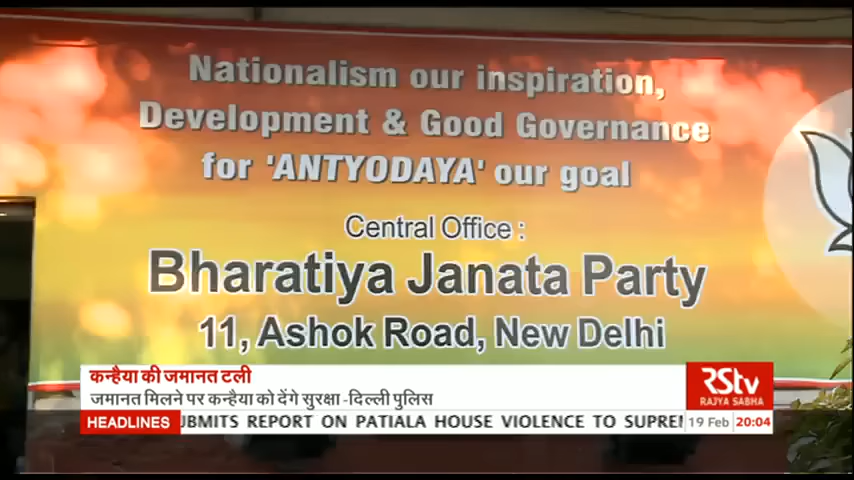 Nationalism our inspiration,
Development & Good Governance
for 'ANTYODAYA' our goal
Central Office :
Bharatiya Janata Party
11, Ashok Road, New Delhi
कन्हैया की जमानत टली
जमानत मिलने पर कन्हैया को देंगे सुरक्षा -दिल्ली पुलिस
RStv
RAJYA SABHA
HEADLINES
UBMITS REPORT ON PATIALA HOUSE VIOLENCE TO SUPREM
19 Feb 20:04